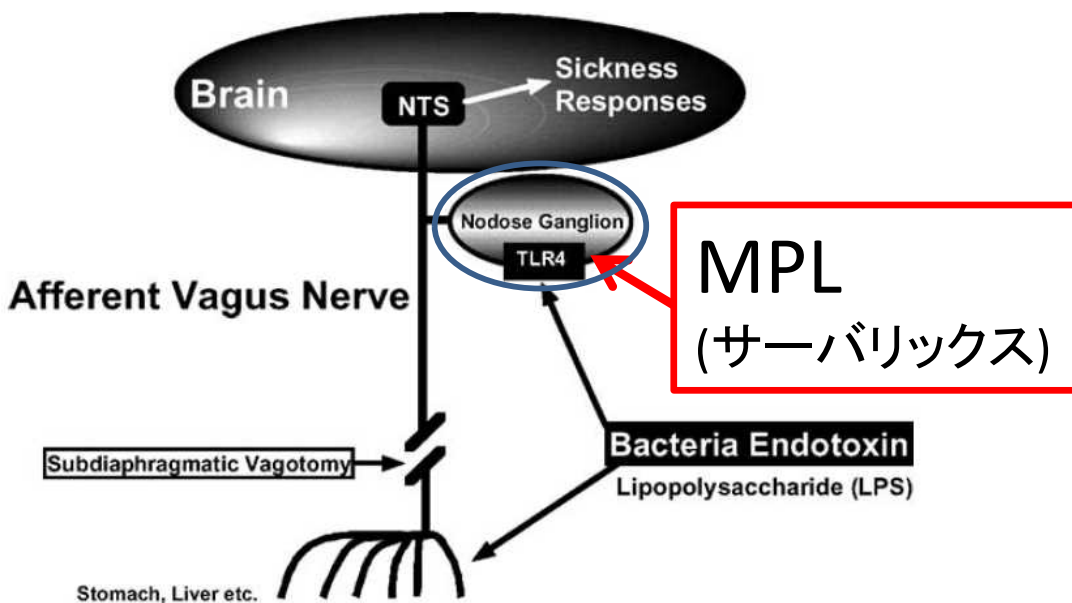 Brain
NTS
Sickness
Responses
Nodose Ganglion
TLR4
MPL
(サーバリックス)
Afferent Vagus Nerve
Bacteria Endotoxin
Lipopolysaccharide (LPS)
Subdiaphragmatic Vagotomy
Stomach, Liver etc.